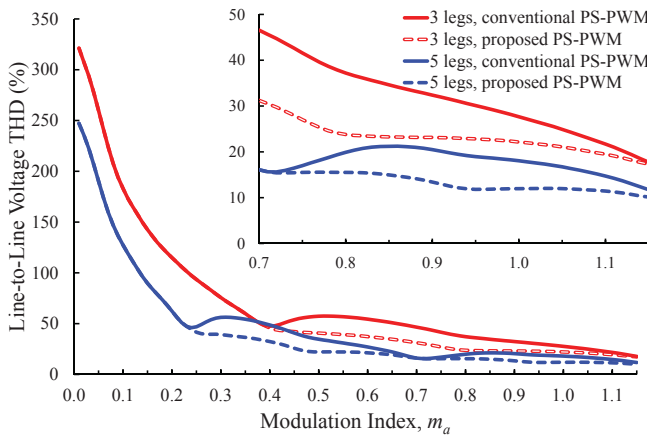 3 legs, conventional PS-PWM
3 legs, proposed PS-PWM
5 legs, conventional PS-PWM
5 legs, proposed PS-PWM
50
40
30
20
10
0
0.7 0.8 0.9 1.0 1.1
Line-to-Line Voltage THD (%)
350
300
250
200
150
100
50
0
0.0 0.1 0.2 0.3 0.4 0.5 0.6 0.7 0.8 0.9 1.0 1.1
Modulation Index, mₐ